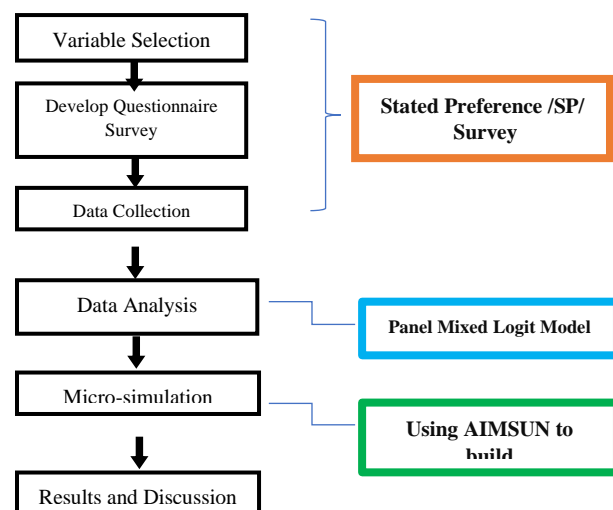 Variable Selection
Develop Questionnaire
Survey
Data Collection
Data Analysis
Micro-simulation
Results and Discussion
Stated Preference /SP/
Survey
Panel Mixed Logit Model
Using AIMSUN to
build